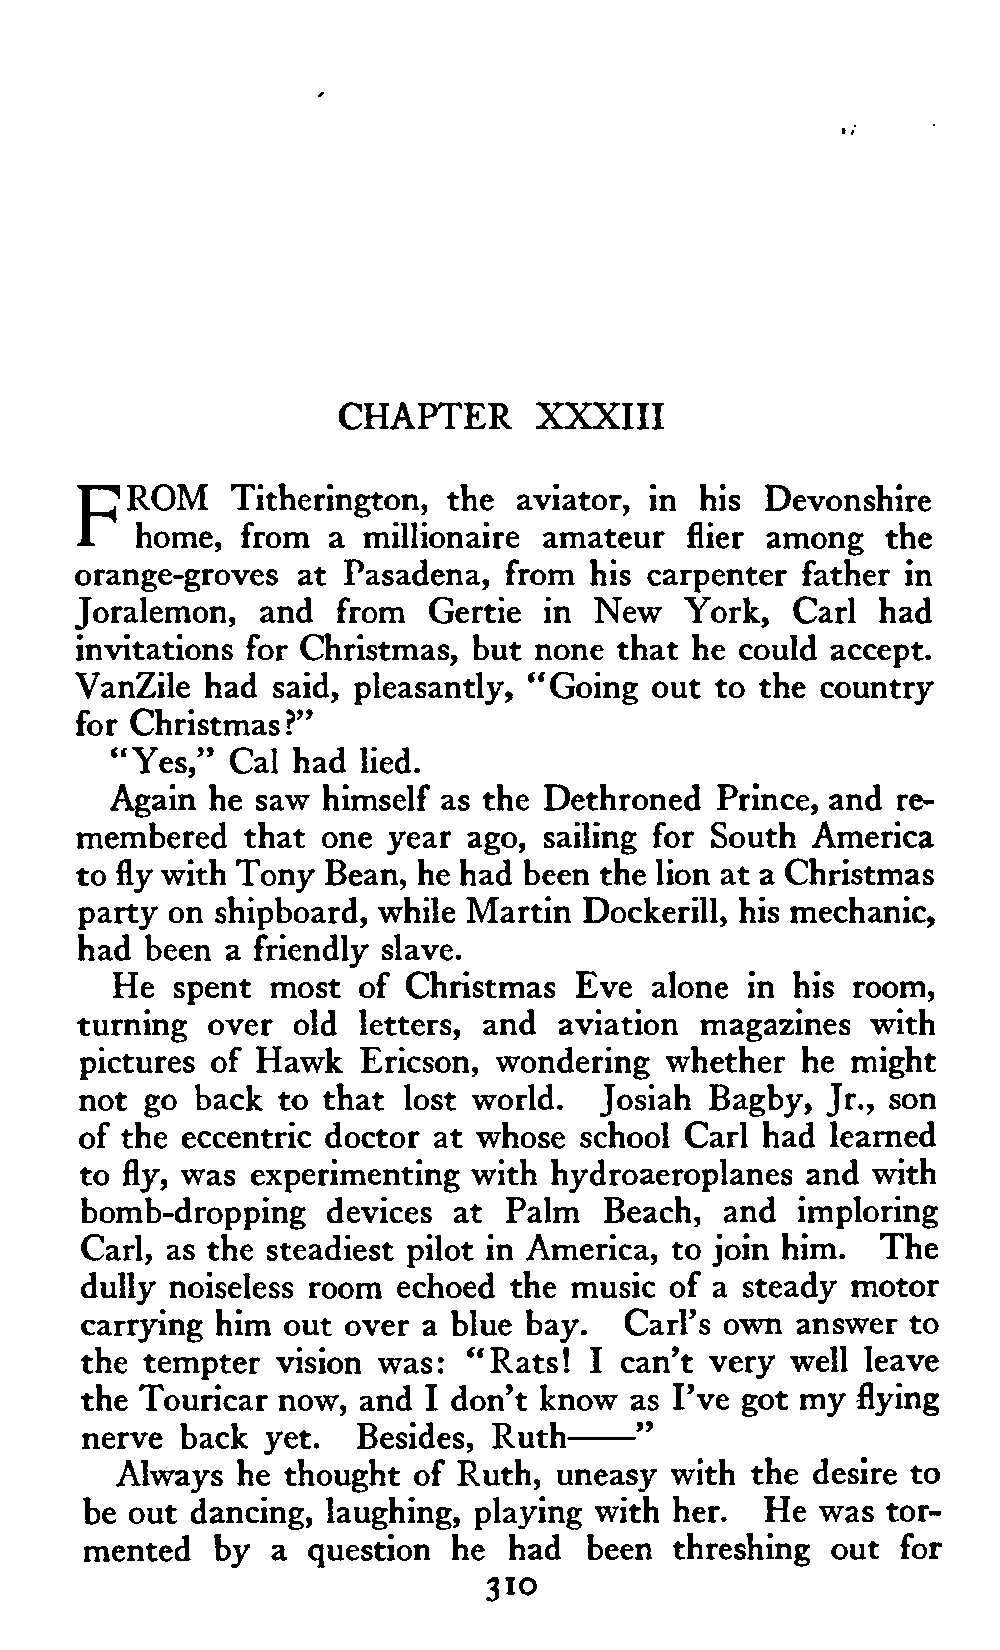 CHAPTER XXXIII
FROM Titherington, the aviator, in his Devonshire
home, from a millionaire amateur flier among the
orange-groves at Pasadena, from his carpenter father in
Joralemon, and from Gertie in New York, Carl had
invitations for Christmas, but none that he could accept.
VanZile had said, pleasantly, "Going out to the country
for Christmas?"
"Yes," Cal had lied.
Again he saw himself as the Dethroned Prince, and re-
membered that one year ago, sailing for South America
to fly with Tony Bean, he had been the lion at a Christmas
party on shipboard, while Martin Dockerill, his mechanic,
had been a friendly slave.
He spent most of Christmas Eve alone in his room,
turning over old letters, and aviation magazines with
pictures of Hawk Ericson, wondering whether he might
not go back to that lost world. Josiah Bagby, Jr., son
of the eccentric doctor at whose school Carl had learned
to fly, was experimenting with hydroaeroplanes and with
bomb-dropping devices at Palm Beach, and imploring
Carl, as the steadiest pilot in America, to join him. The
dully noiseless room echoed the music of a steady motor
carrying him out over a blue bay. Carl's own answer to
the tempter vision was: "Rats! I can't very well leave
the Touricar now, and I don't know as I've got my flying
nerve back yet. Besides, Ruth——"
Always he thought of Ruth, uneasy with the desire to
be out dancing, laughing, playing with her. He was tor-
mented by a question he had been threshing out for
310